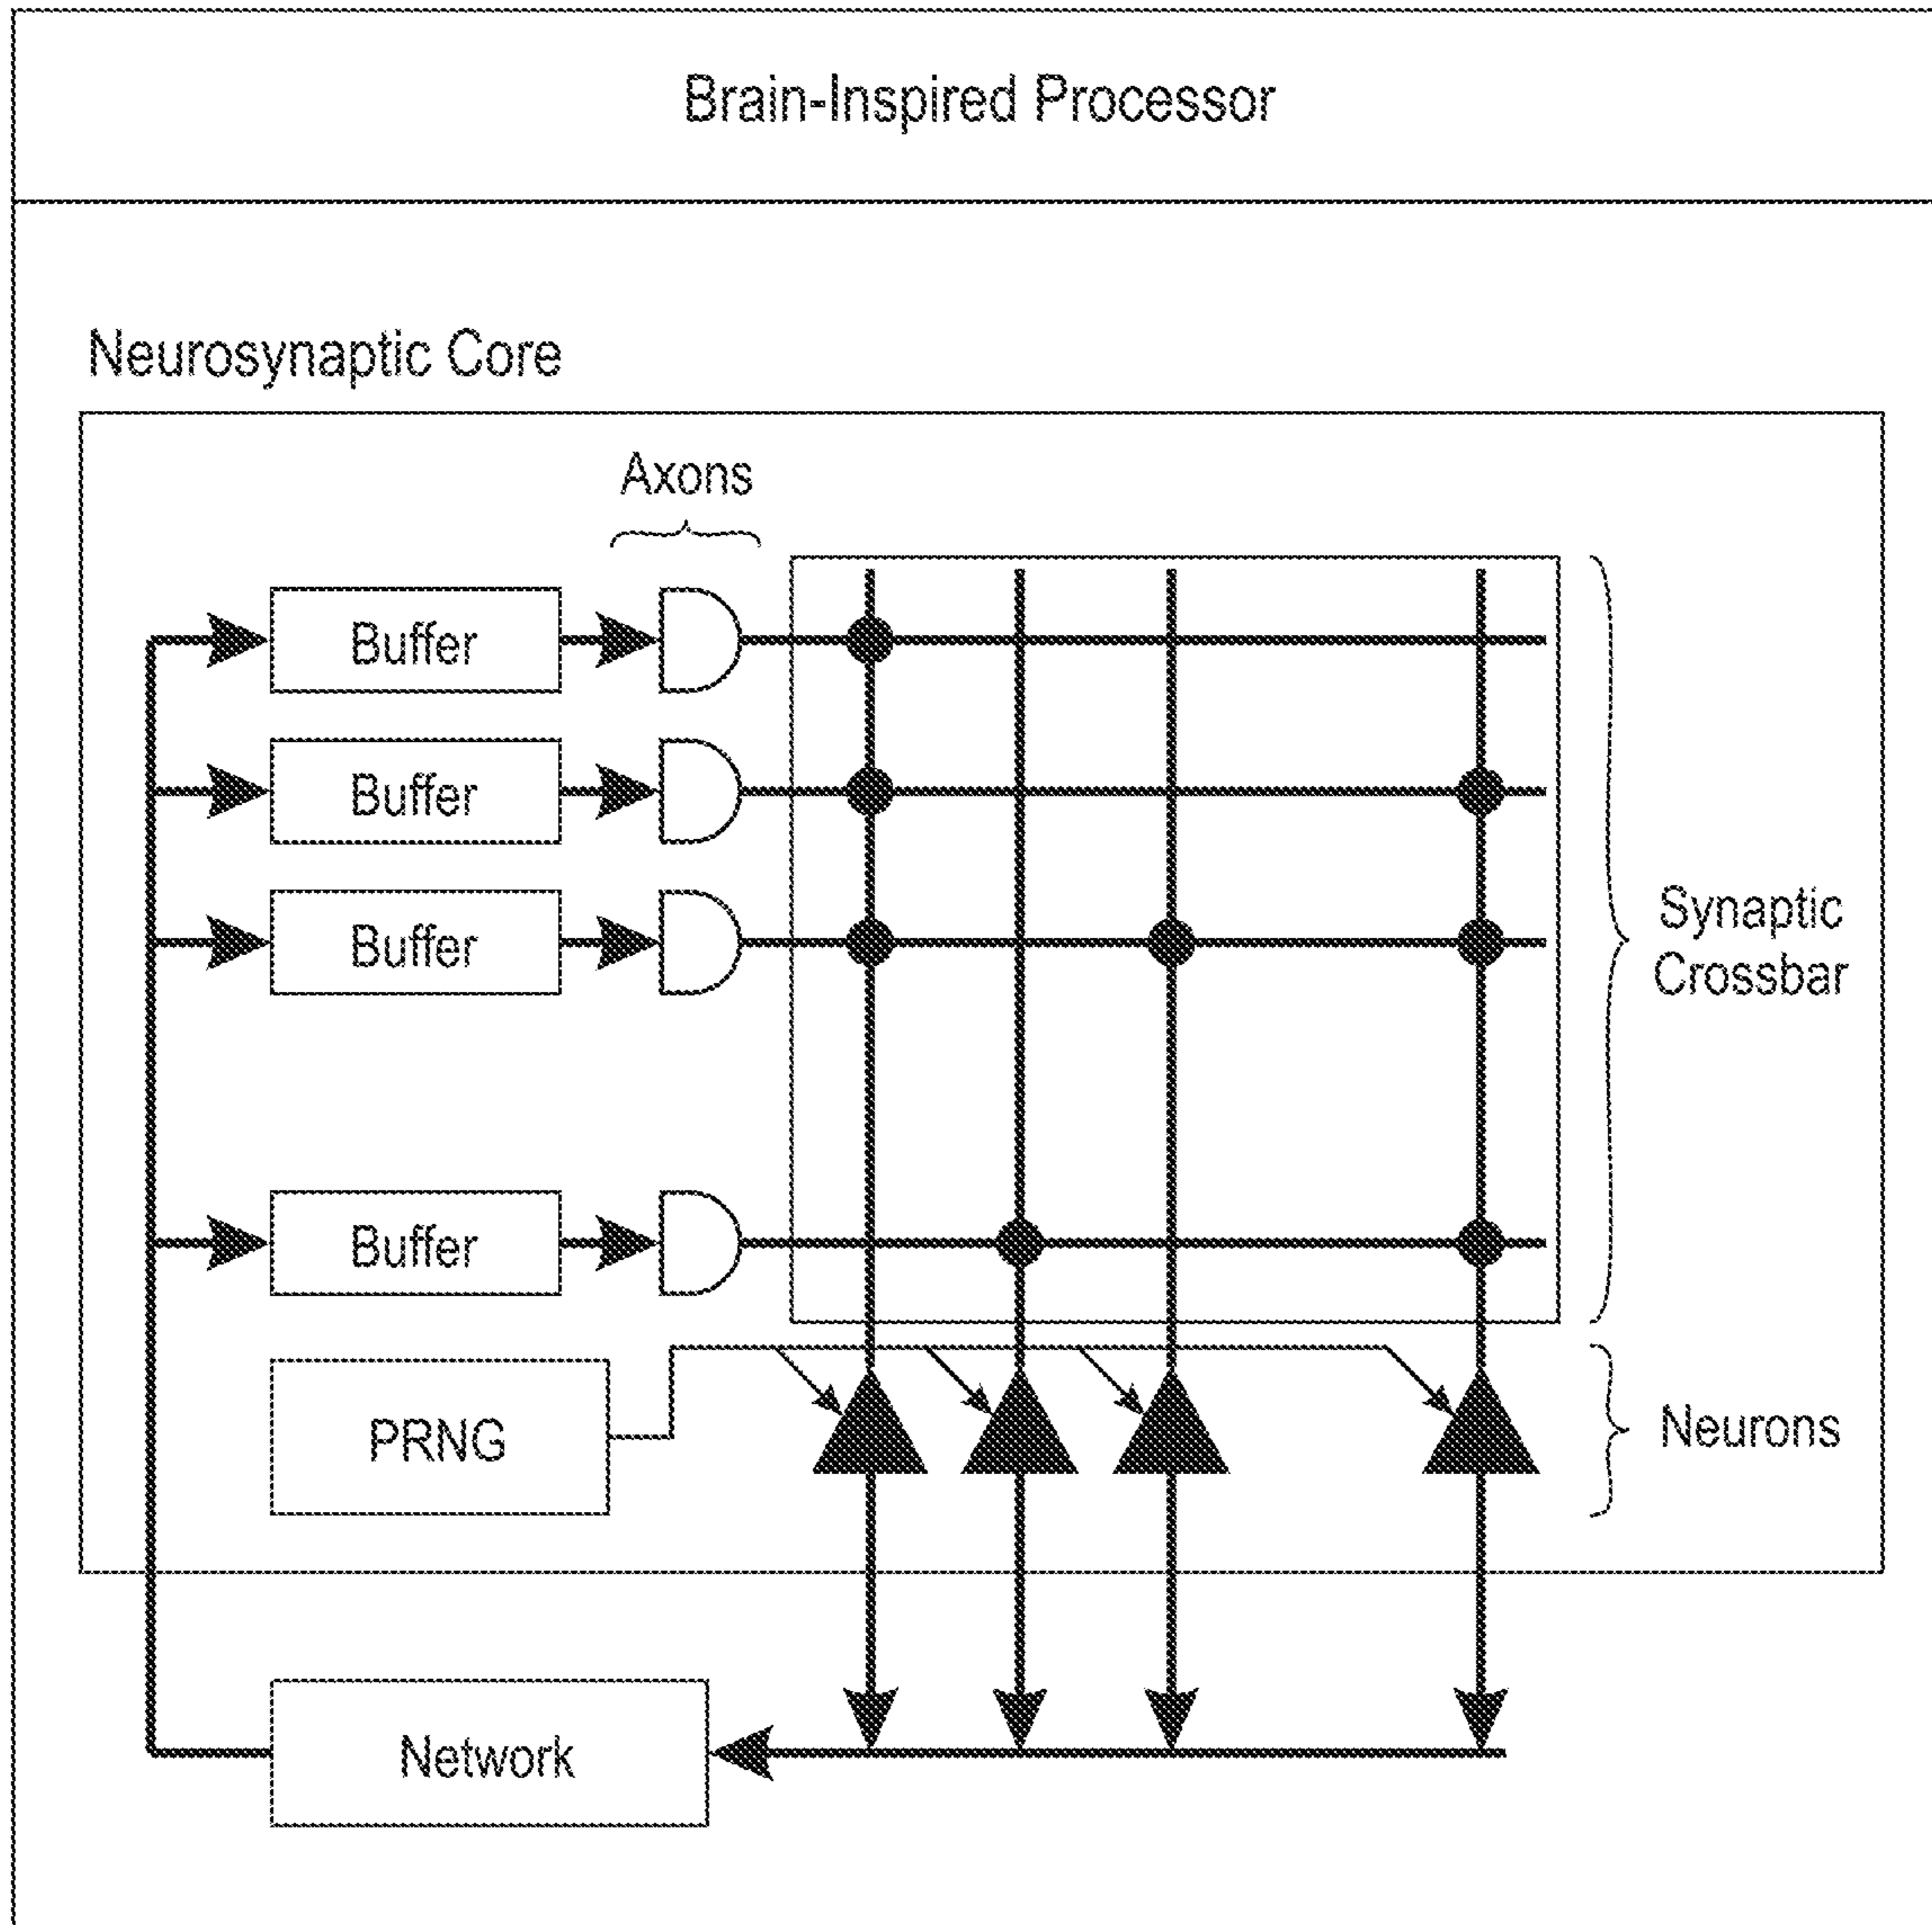 Brain-Inspired Processor
Neurosynaptic Core
Axons
Buffer
Buffer
Buffer
Synaptic
Crossbar
Buffer
PRNG
Neurons
Network